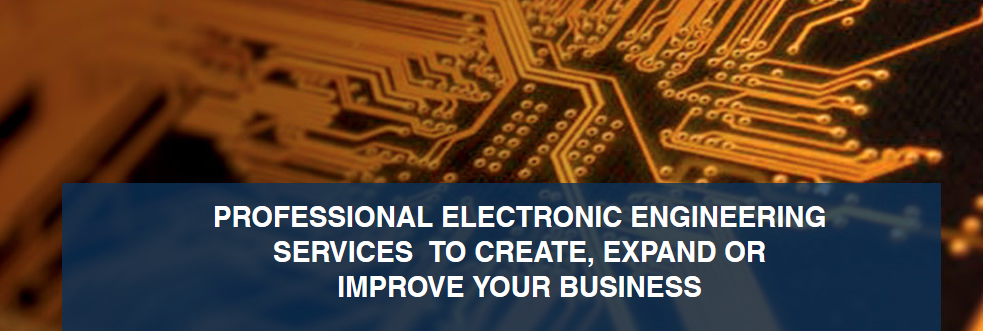 PROFESSIONAL ELECTRONIC ENGINEERING
SERVICES  TO CREATE, EXPAND OR
IMPROVE YOUR BUSINESS